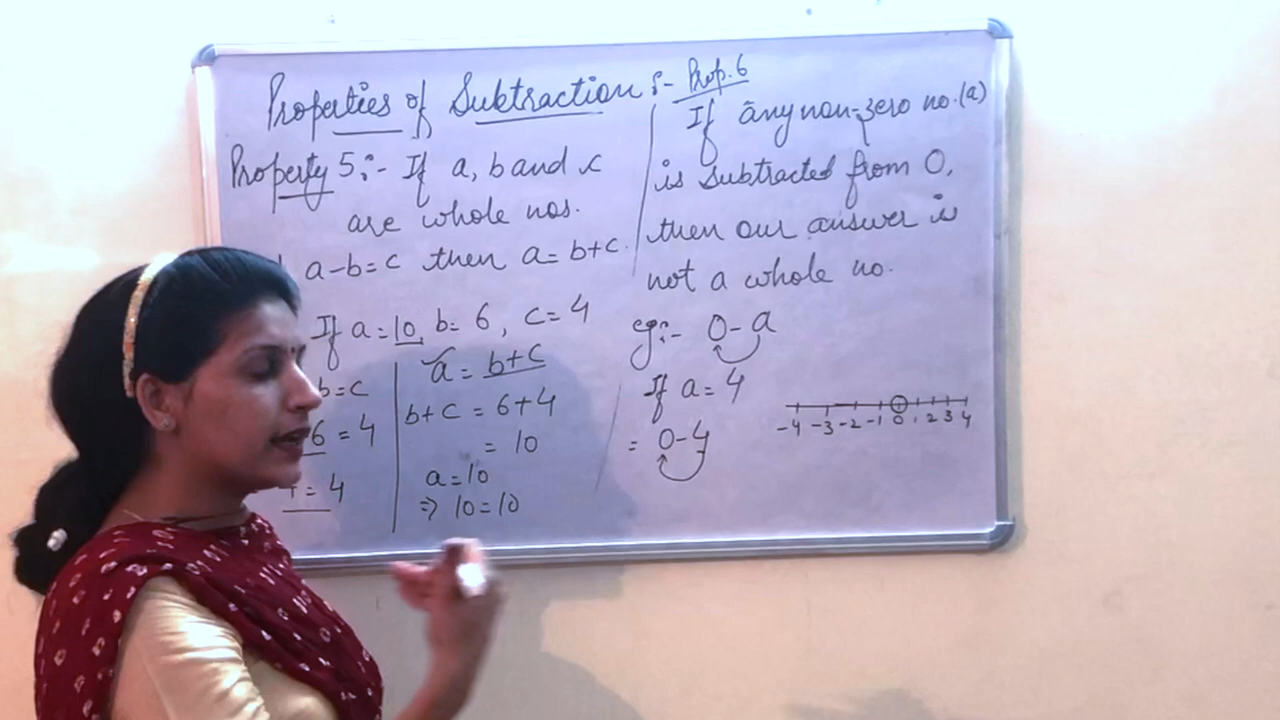 Properties of Subtraction :-
Property 5 :- If a, b and c
are whole nos.
a-b=c then a=b+c.
If a=10, b=6, c=4
b=c
6 = 4
= 4
a = b+c
b+c = 6+4
= 10
a=10
⇒ 10=10
Prop. 6
If any non-zero no. (a)
is subtracted from 0,
then our answer is
not a whole no.
eg:- 0-a
If a=4
= 0-4
-4 -3 -2 -1 0 1 2 3 4